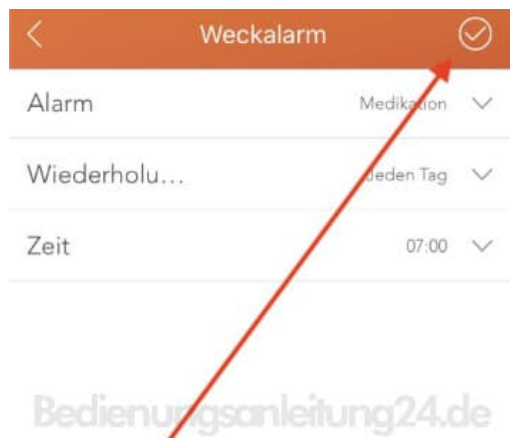 Weckalarm
Alarm Medikation
Wiederholu... Jeden Tag
Zeit 07:00
Bedienungsanleitung24.de